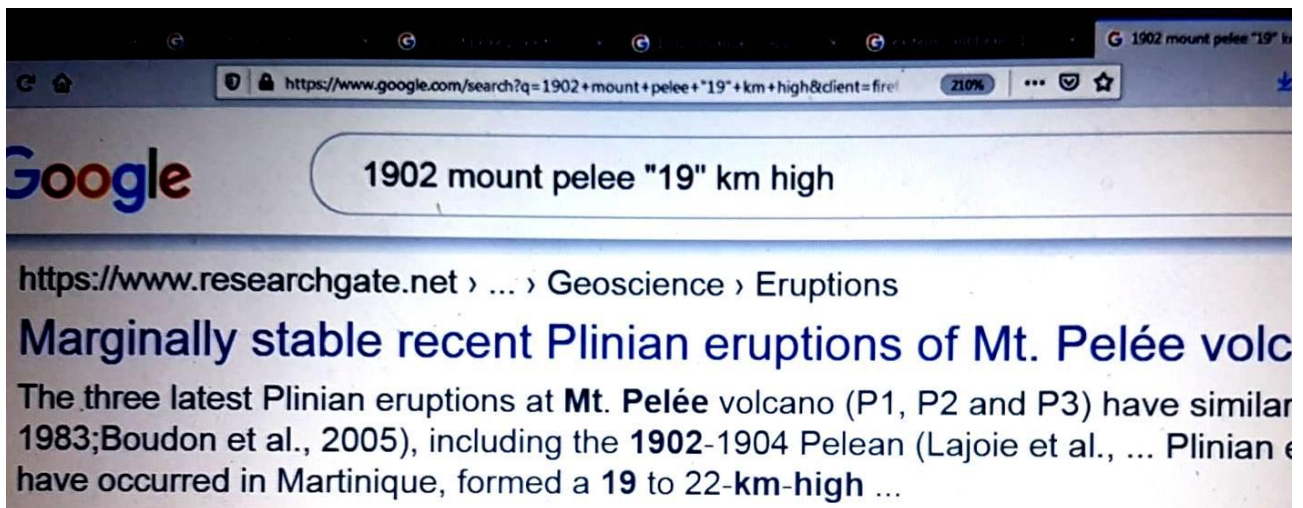 1902 mount pelee "19"
https://www.google.com/search?q=1902+mount+pelee+"19"+km+high&client=fire
210%
Google
1902 mount pelee "19" km high
https://www.researchgate.net › ... › Geoscience › Eruptions
Marginally stable recent Plinian eruptions of Mt. Pelée volc
The three latest Plinian eruptions at Mt. Pelée volcano (P1, P2 and P3) have similar
1983;Boudon et al., 2005), including the 1902-1904 Pelean (Lajoie et al., ... Plinian e
have occurred in Martinique, formed a 19 to 22-km-high ...